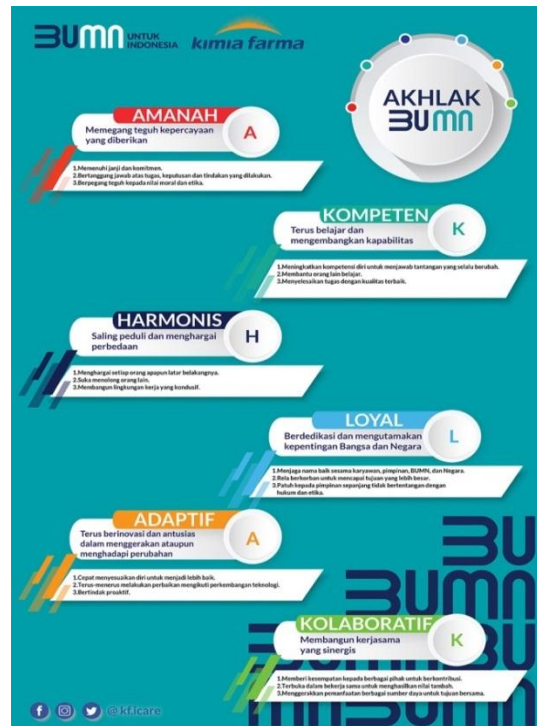 BUMN UNTUK
INDONESIA
kimia farma
AKHLAK
BUMN
AMANAH
Memegang teguh kepercayaan
yang diberikan
A
1.Memenuhi janji dan komitmen.
2.Bertanggung jawab atas tugas, keputusan dan tindakan yang dilakukan.
3.Berpegang teguh kepada nilai moral dan etika.
KOMPETEN
Terus belajar dan
mengembangkan kapabilitas
K
1.Meningkatkan kompetensi diri untuk menjawab tantangan yang selalu berubah.
2.Membantu orang lain belajar.
3.Menyelesaikan tugas dengan kualitas terbaik.
HARMONIS
Saling peduli dan menghargai
perbedaan
H
1.Menghargai setiap orang apapun latar belakangnya.
2.Suka menolong orang lain.
3.Membangun lingkungan kerja yang kondusif.
LOYAL
Berdedikasi dan mengutamakan
kepentingan Bangsa dan Negara
L
1.Menjaga nama baik sesama karyawan, pimpinan, BUMN, dan Negara.
2.Rela berkorban untuk mencapai tujuan yang lebih besar.
3.Patuh kepada pimpinan sepanjang tidak bertentangan dengan
hukum dan etika.
ADAPTIF
Terus berinovasi dan antusias
dalam menggerakan ataupun
menghadapi perubahan
A
1.Cepat menyesuaikan diri untuk menjadi lebih baik.
2.Terus-menerus melakukan perbaikan mengikuti perkembangan teknologi.
3.Bertindak proaktif.
KOLABORATIF
Membangun kerjasama
yang sinergis
K
1.Memberi kesempatan kepada berbagai pihak untuk berkontribusi.
2.Terbuka dalam bekerja sama untuk menghasilkan nilai tambah.
3.Menggerakkan pemanfaatan berbagai sumber daya untuk tujuan bersama.
BU
BUMN
BUMN BU
BUMN
@kficare